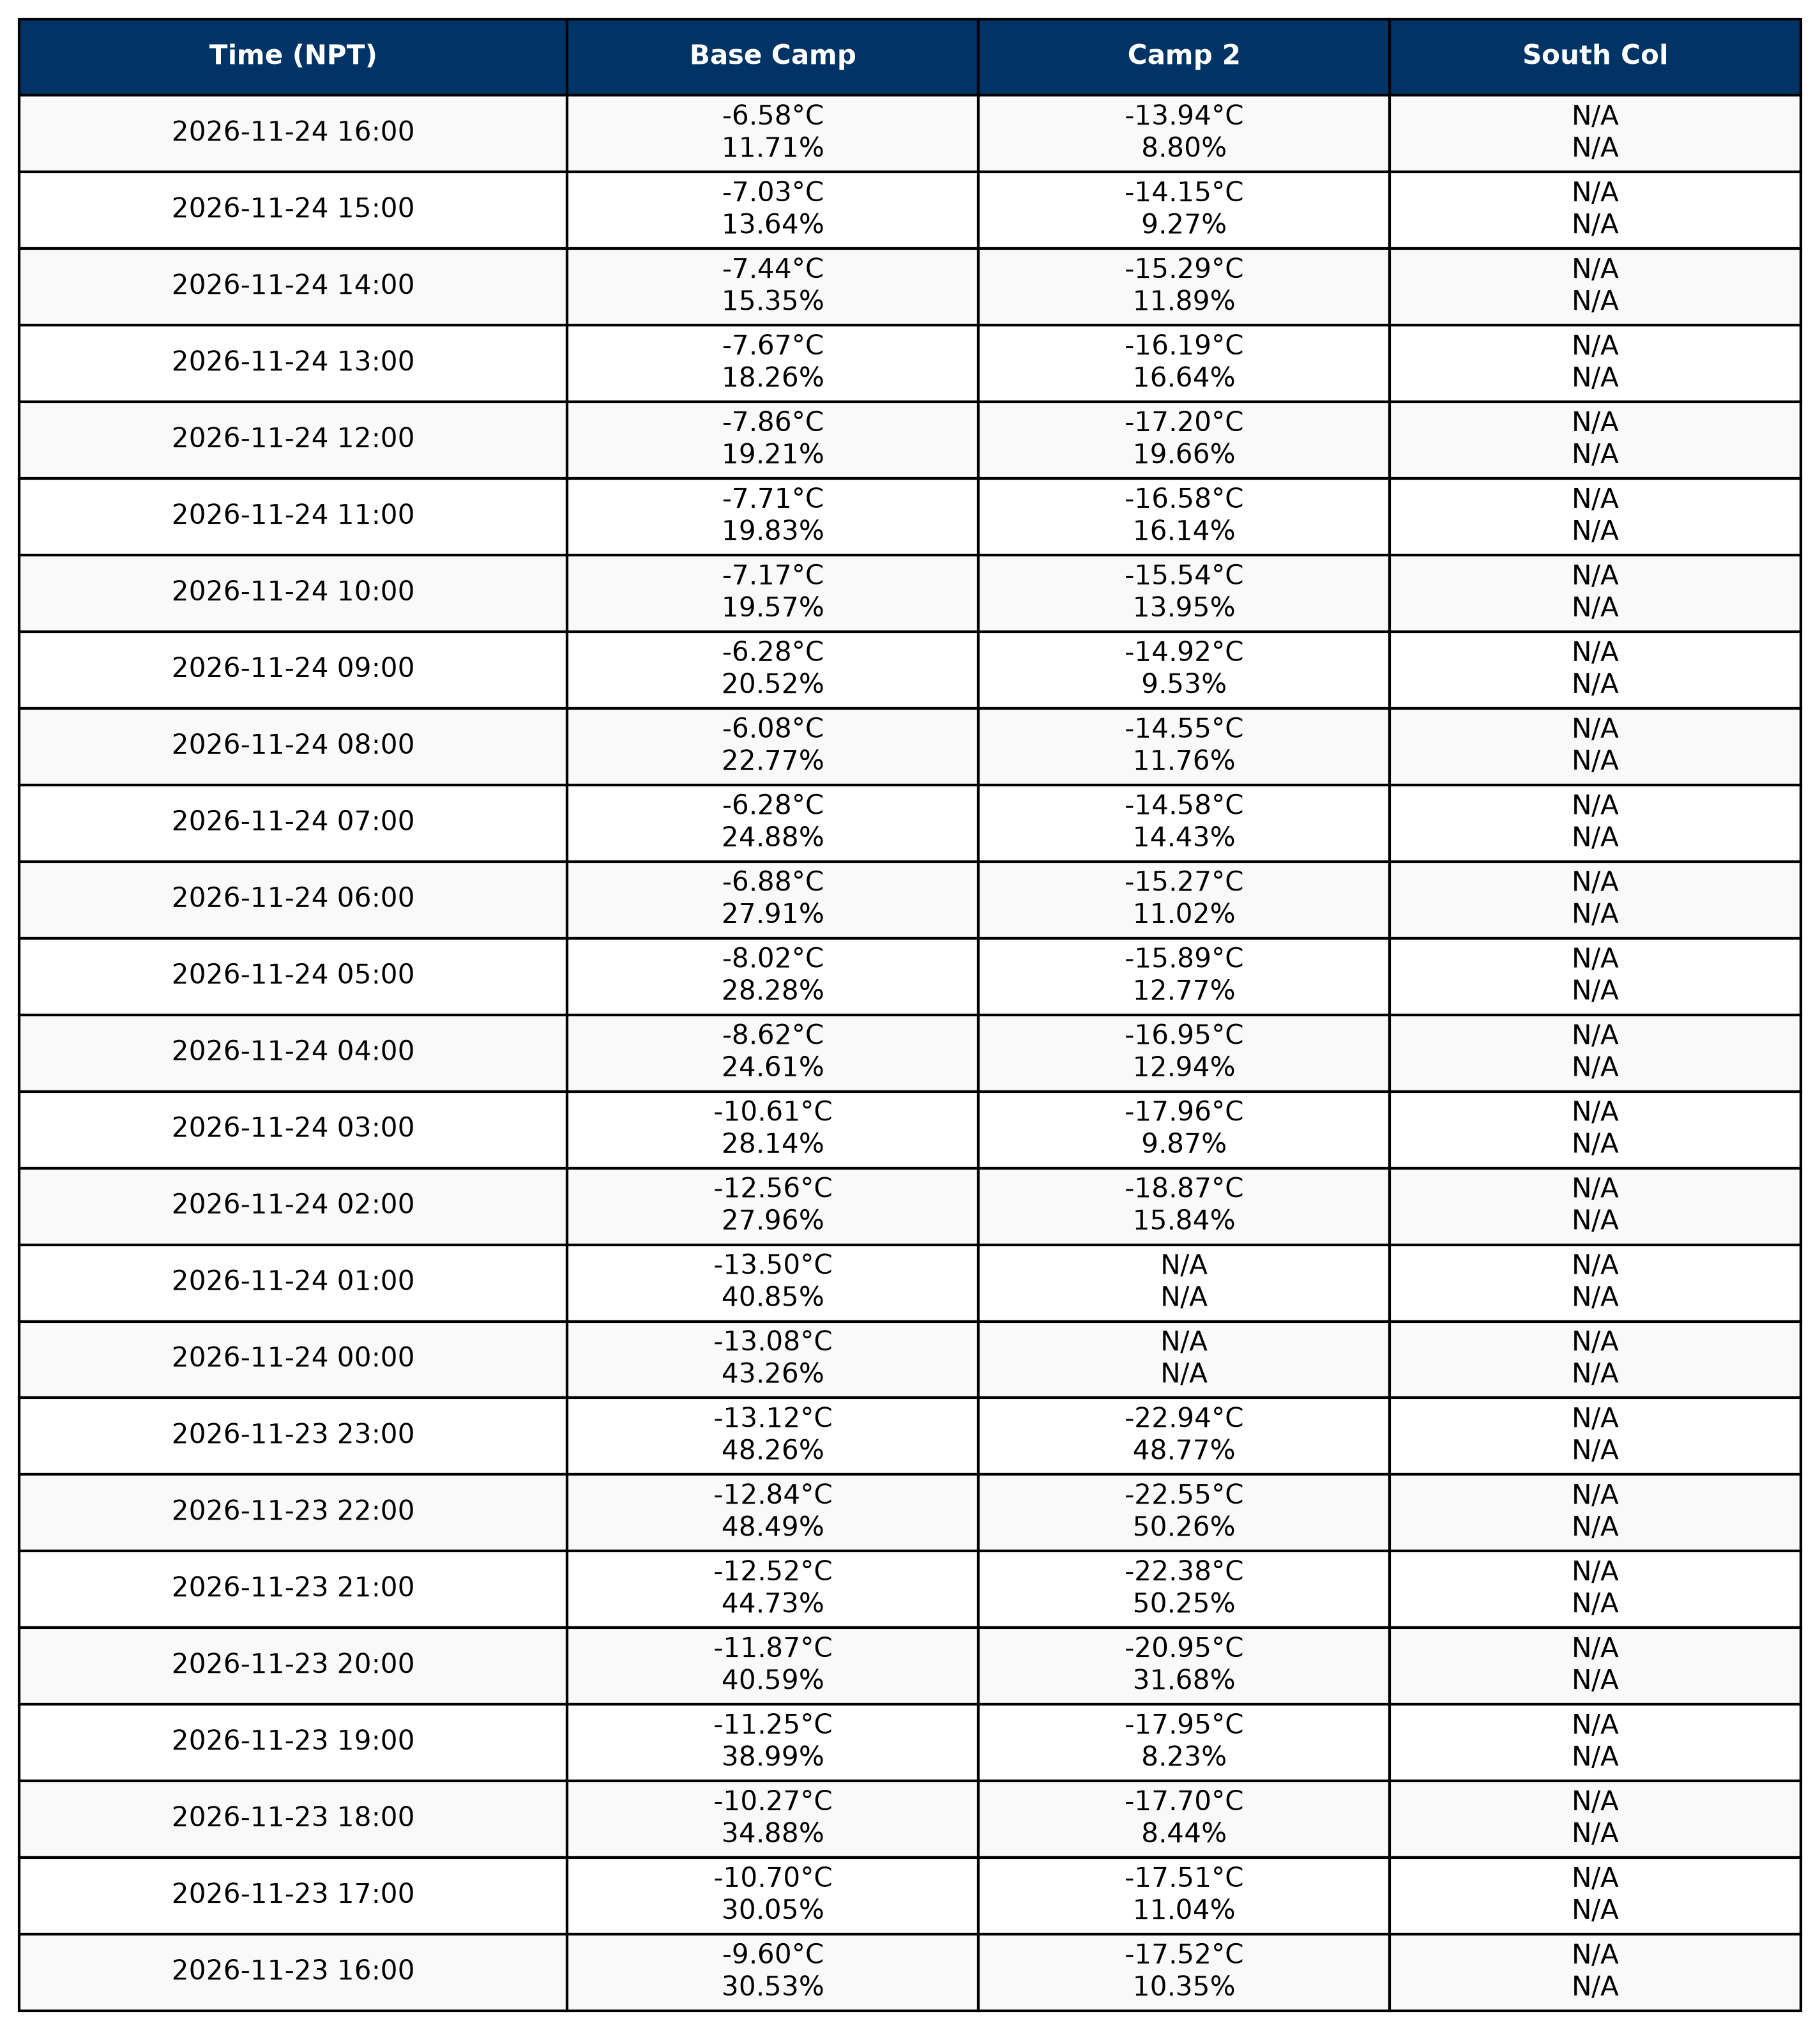 Time (NPT) Base Camp Camp 2 South Col
2026-11-24 16:00 -6.58°C -13.94°C N/A
11.71% 8.80% N/A
2026-11-24 15:00 -7.03°C -14.15°C N/A
13.64% 9.27% N/A
2026-11-24 14:00 -7.44°C -15.29°C N/A
15.35% 11.89% N/A
2026-11-24 13:00 -7.67°C -16.19°C N/A
18.26% 16.64% N/A
2026-11-24 12:00 -7.86°C -17.20°C N/A
19.21% 19.66% N/A
2026-11-24 11:00 -7.71°C -16.58°C N/A
19.83% 16.14% N/A
2026-11-24 10:00 -7.17°C -15.54°C N/A
19.57% 13.95% N/A
2026-11-24 09:00 -6.28°C -14.92°C N/A
20.52% 9.53% N/A
2026-11-24 08:00 -6.08°C -14.55°C N/A
22.77% 11.76% N/A
2026-11-24 07:00 -6.28°C -14.58°C N/A
24.88% 14.43% N/A
2026-11-24 06:00 -6.88°C -15.27°C N/A
27.91% 11.02% N/A
2026-11-24 05:00 -8.02°C -15.89°C N/A
28.28% 12.77% N/A
2026-11-24 04:00 -8.62°C -16.95°C N/A
24.61% 12.94% N/A
2026-11-24 03:00 -10.61°C -17.96°C N/A
28.14% 9.87% N/A
2026-11-24 02:00 -12.56°C -18.87°C N/A
27.96% 15.84% N/A
2026-11-24 01:00 -13.50°C N/A N/A
40.85% N/A N/A
2026-11-24 00:00 -13.08°C N/A N/A
43.26% N/A N/A
2026-11-23 23:00 -13.12°C -22.94°C N/A
48.26% 48.77% N/A
2026-11-23 22:00 -12.84°C -22.55°C N/A
48.49% 50.26% N/A
2026-11-23 21:00 -12.52°C -22.38°C N/A
44.73% 50.25% N/A
2026-11-23 20:00 -11.87°C -20.95°C N/A
40.59% 31.68% N/A
2026-11-23 19:00 -11.25°C -17.95°C N/A
38.99% 8.23% N/A
2026-11-23 18:00 -10.27°C -17.70°C N/A
34.88% 8.44% N/A
2026-11-23 17:00 -10.70°C -17.51°C N/A
30.05% 11.04% N/A
2026-11-23 16:00 -9.60°C -17.52°C N/A
30.53% 10.35% N/A